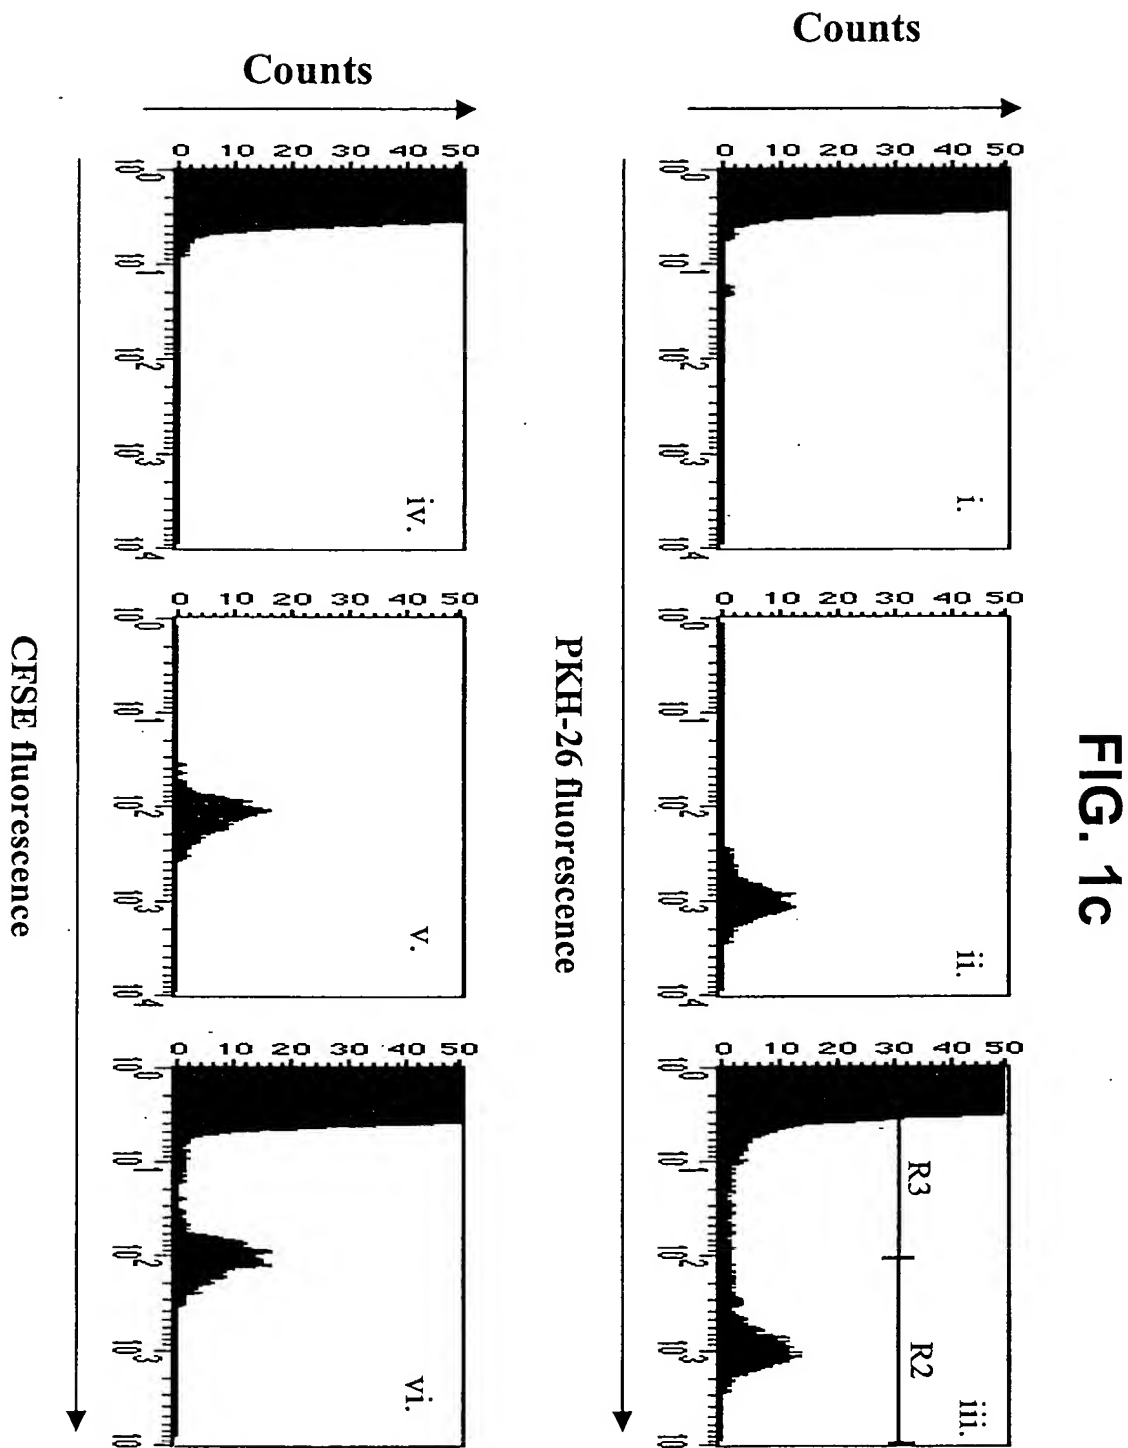 FIG. 1c
Counts
0 10 20 30 40 50
10^0 10^1 10^2 10^3 10^4
i.
0 10 20 30 40 50
10^0 10^1 10^2 10^3 10^4
ii.
0 10 20 30 40 50
10^0 10^1 10^2 10^3 10
R3
R2
iii.
PKH-26 fluorescence
Counts
0 10 20 30 40 50
10^0 10^1 10^2 10^3 10^4
iv.
0 10 20 30 40 50
10^0 10^1 10^2 10^3 10^4
v.
0 10 20 30 40 50
10^0 10^1 10^2 10^3 10
vi.
CFSE fluorescence